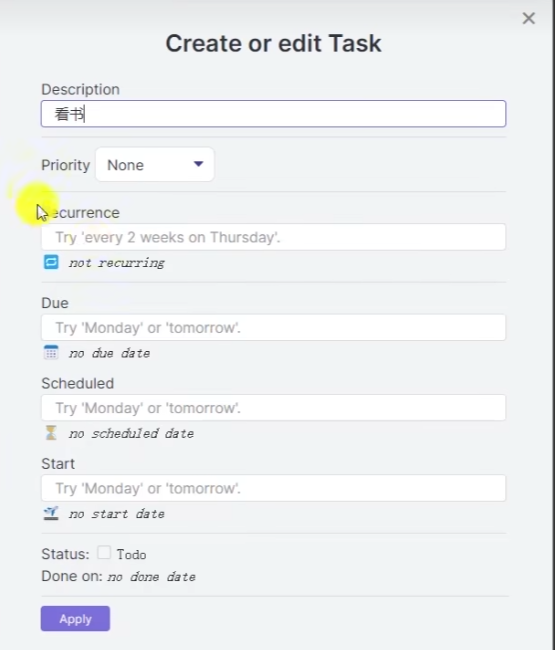 Create or edit Task
Description
看书
Priority None
ecurrence
Try 'every 2 weeks on Thursday'.
not recurring
Due
Try 'Monday' or 'tomorrow'.
no due date
Scheduled
Try 'Monday' or 'tomorrow'.
no scheduled date
Start
Try 'Monday' or 'tomorrow'.
no start date
Status: Todo
Done on: no done date
Apply